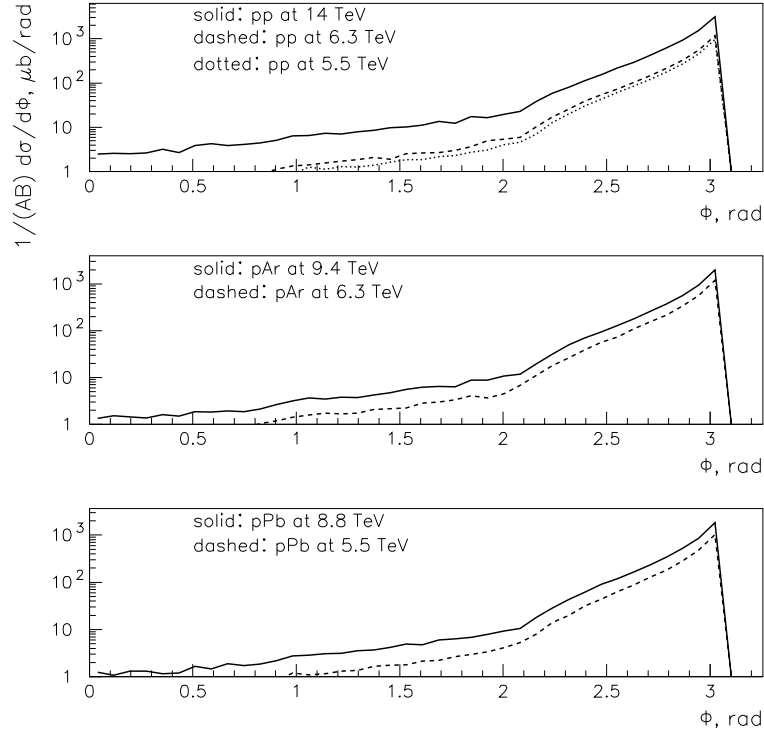 1/(AB) dσ/dϕ, μb/rad
solid: pp at 14 TeV
dashed: pp at 6.3 TeV
dotted: pp at 5.5 TeV
10³
10²
10
1
0 0.5 1 1.5 2 2.5 3
ϕ, rad
solid: pAr at 9.4 TeV
dashed: pAr at 6.3 TeV
10³
10²
10
1
0 0.5 1 1.5 2 2.5 3
ϕ, rad
solid: pPb at 8.8 TeV
dashed: pPb at 5.5 TeV
10³
10²
10
1
0 0.5 1 1.5 2 2.5 3
ϕ, rad